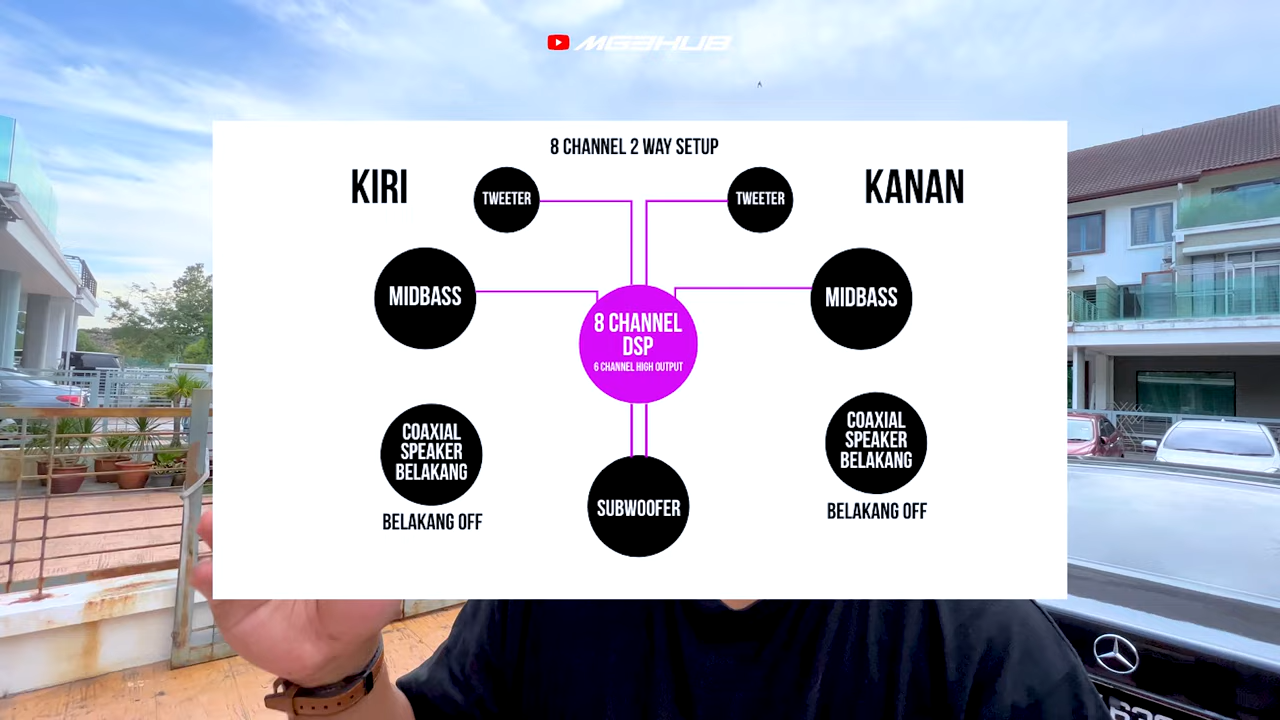 MG3HUB
8 CHANNEL 2 WAY SETUP
KIRI
TWEETER
TWEETER
KANAN
MIDBASS
MIDBASS
8 CHANNEL
DSP
6 CHANNEL HIGH OUTPUT
COAXIAL
SPEAKER
BELAKANG
BELAKANG OFF
COAXIAL
SPEAKER
BELAKANG
BELAKANG OFF
SUBWOOFER